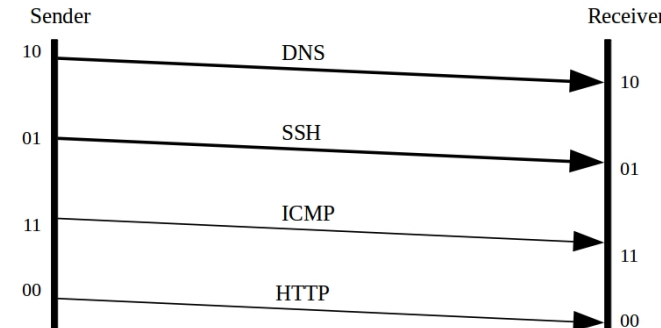 Sender Receiver
10 DNS 10
01 SSH 01
11 ICMP 11
00 HTTP 00